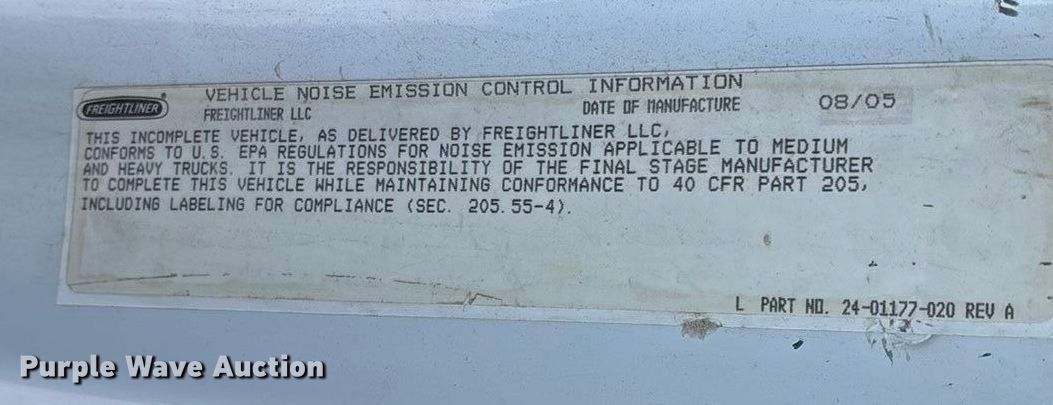 VEHICLE NOISE EMISSION CONTROL INFORMATION
FREIGHTLINER
FREIGHTLINER LLC DATE OF MANUFACTURE 08/05
THIS INCOMPLETE VEHICLE, AS DELIVERED BY FREIGHTLINER LLC,
CONFORMS TO U.S. EPA REGULATIONS FOR NOISE EMISSION APPLICABLE TO MEDIUM
AND HEAVY TRUCKS. IT IS THE RESPONSIBILITY OF THE FINAL STAGE MANUFACTURER
TO COMPLETE THIS VEHICLE WHILE MAINTAINING CONFORMANCE TO 40 CFR PART 205,
INCLUDING LABELING FOR COMPLIANCE (SEC. 205.55-4).
L PART NO. 24-01177-020 REV A
Purple Wave Auction